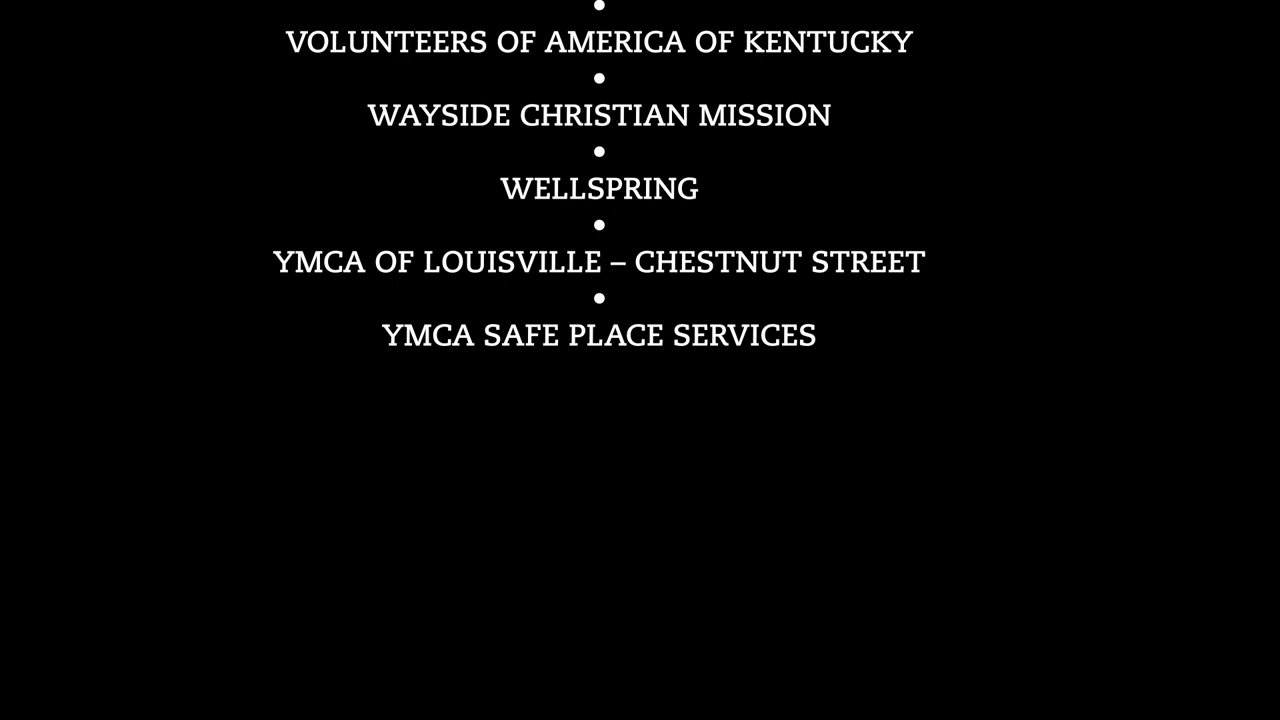 •
VOLUNTEERS OF AMERICA OF KENTUCKY
•
WAYSIDE CHRISTIAN MISSION
•
WELLSPRING
•
YMCA OF LOUISVILLE – CHESTNUT STREET
•
YMCA SAFE PLACE SERVICES